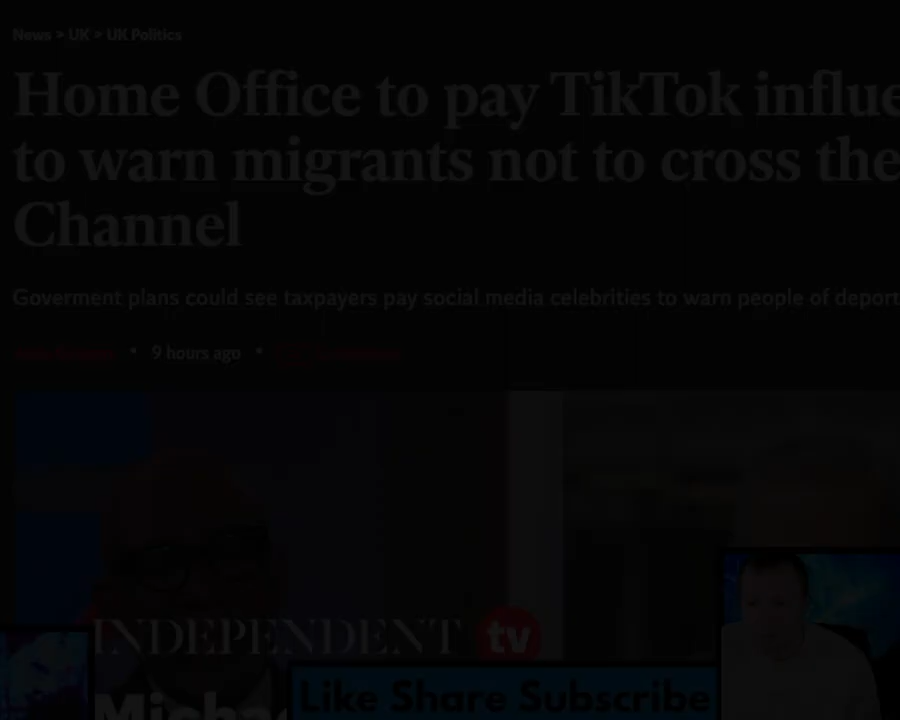 News > UK > UK Politics
Home Office to pay TikTok influe
to warn migrants not to cross the
Channel
Goverment plans could see taxpayers pay social media celebrities to warn people of deport
• 9 hours ago •
INDEPENDENT tv
Micha
Like Share Subscribe